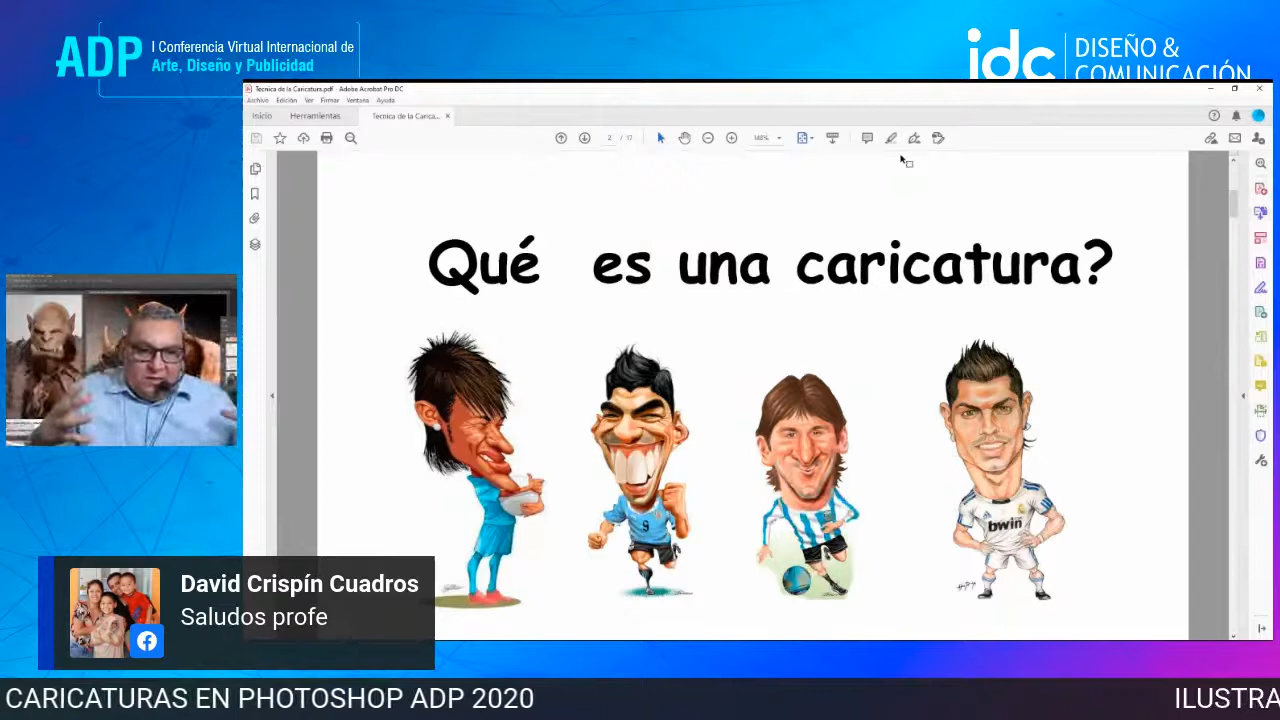 ADP
I Conferencia Virtual Internacional de
Arte, Diseño y Publicidad
idc
DISEÑO &
COMUNICACIÓN
Tecnica de la Caricatura.pdf - Adobe Acrobat Pro DC
Archivo Edición Ver Firmar Ventana Ayuda
Inicio Herramientas Tecnica de la Carica... ×
2 / 17
Qué es una caricatura?
9
bwin
David Crispín Cuadros
Saludos profe
CARICATURAS EN PHOTOSHOP ADP 2020
ILUSTRA